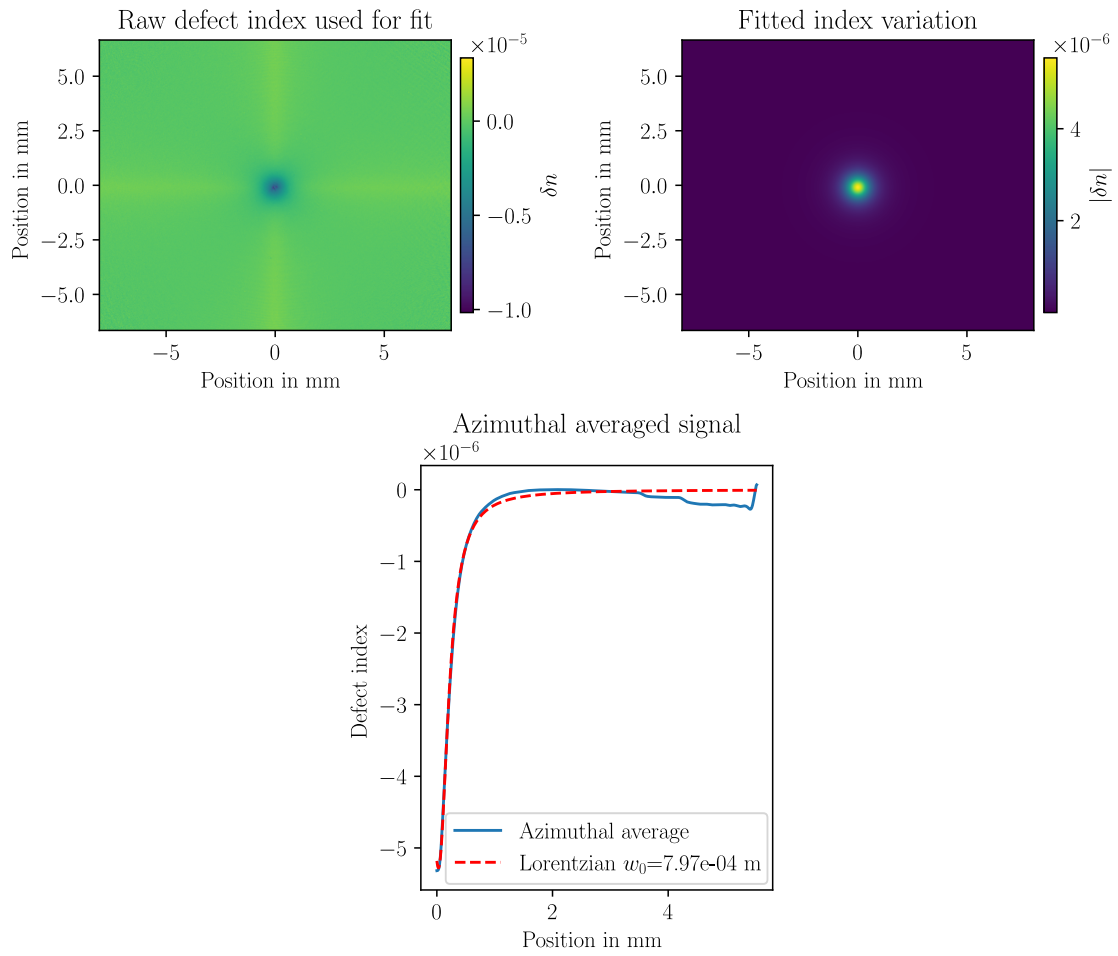 Raw defect index used for fit
×10⁻⁵
5.0
2.5
0.0
−2.5
−5.0
Position in mm
−5
0
5
Position in mm
0.0
−0.5
−1.0
δn
Fitted index variation
×10⁻⁶
5.0
2.5
0.0
−2.5
−5.0
Position in mm
−5
0
5
Position in mm
4
2
|δn|
Azimuthal averaged signal
×10⁻⁶
0
−1
−2
−3
−4
−5
Defect index
Azimuthal average
Lorentzian w₀=7.97e-04 m
0
2
4
Position in mm